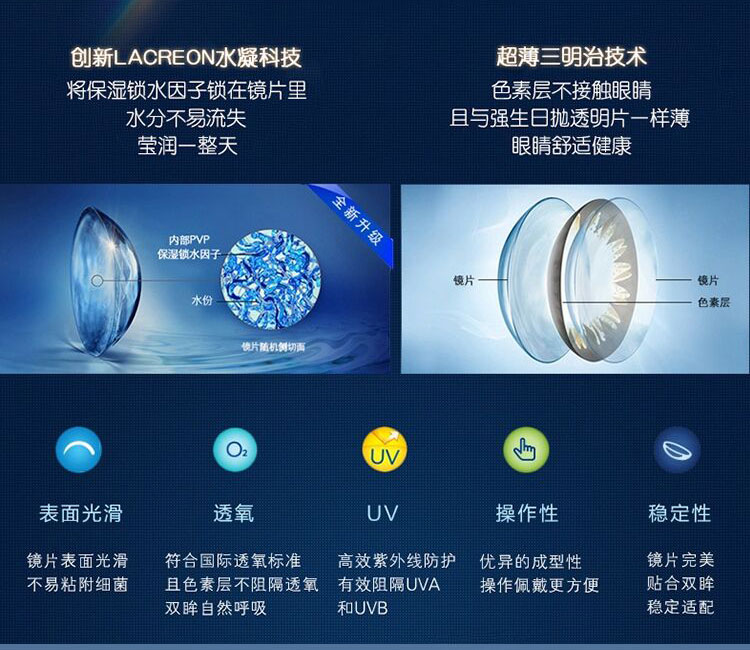 创新LACREON水凝科技
将保湿锁水因子锁在镜片里
水分不易流失
莹润一整天
超薄三明治技术
色素层不接触眼睛
且与强生日抛透明片一样薄
眼睛舒适健康
全新升级
内部PVP
保湿锁水因子
水份
镜片随机侧切面
镜片
镜片
色素层
O2
UV
表面光滑
镜片表面光滑
不易粘附细菌
透氧
符合国际透氧标准
且色素层不阻隔透氧
双眸自然呼吸
UV
高效紫外线防护
有效阻隔UVA
和UVB
操作性
优异的成型性
操作佩戴更方便
稳定性
镜片完美
贴合双眸
稳定适配